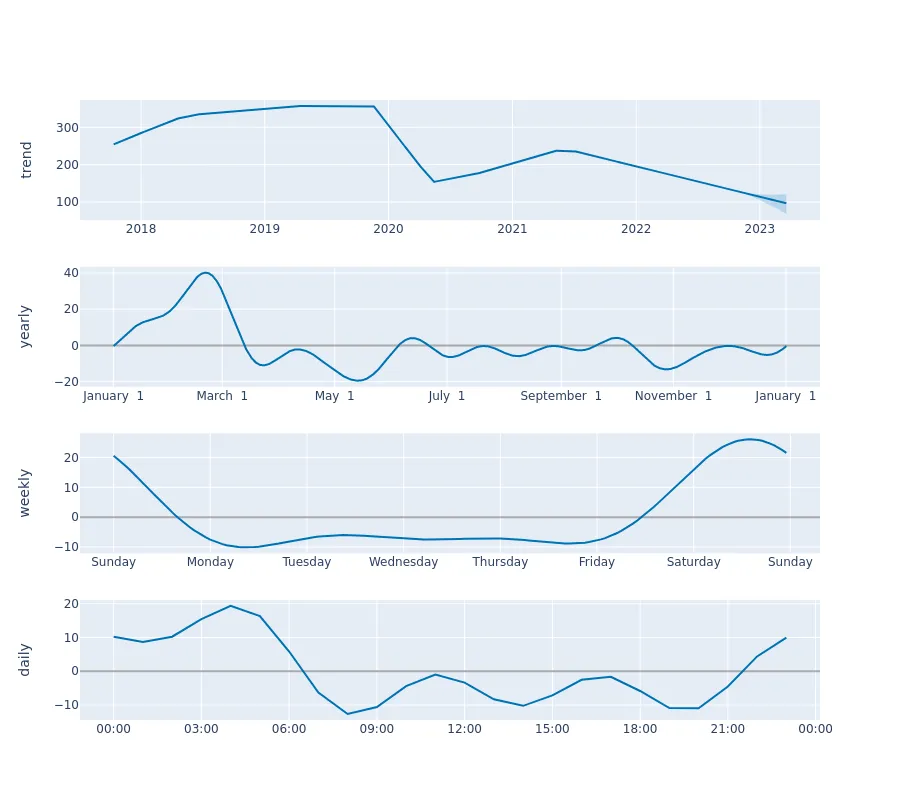 trend
300
200
100
2018 2019 2020 2021 2022 2023
yearly
40
20
0
−20
January 1 March 1 May 1 July 1 September 1 November 1 January 1
weekly
20
10
0
−10
Sunday Monday Tuesday Wednesday Thursday Friday Saturday Sunday
daily
20
10
0
−10
00:00 03:00 06:00 09:00 12:00 15:00 18:00 21:00 00:00